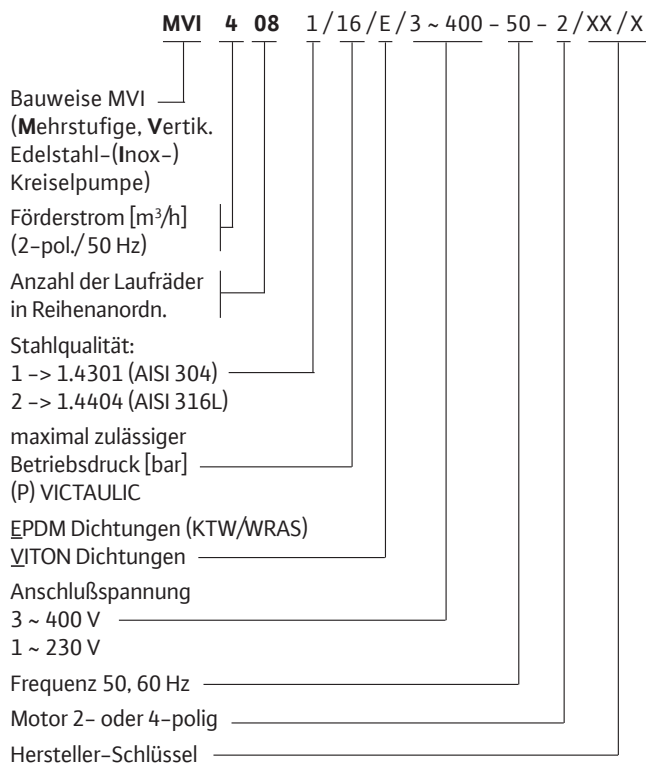 MVI 4 08 1/16/E/3 ~ 400 - 50 - 2/XX/X
Bauweise MVI
(Mehrstufige, Vertik.
Edelstahl-(Inox-)
Kreiselpumpe)
Förderstrom [m³/h]
(2-pol./50 Hz)
Anzahl der Laufräder
in Reihenanordn.
Stahlqualität:
1 -> 1.4301 (AISI 304)
2 -> 1.4404 (AISI 316L)
maximal zulässiger
Betriebsdruck [bar]
(P) VICTAULIC
EPDM Dichtungen (KTW/WRAS)
VITON Dichtungen
Anschlußspannung
3 ~ 400 V
1 ~ 230 V
Frequenz 50, 60 Hz
Motor 2- oder 4-polig
Hersteller-Schlüssel